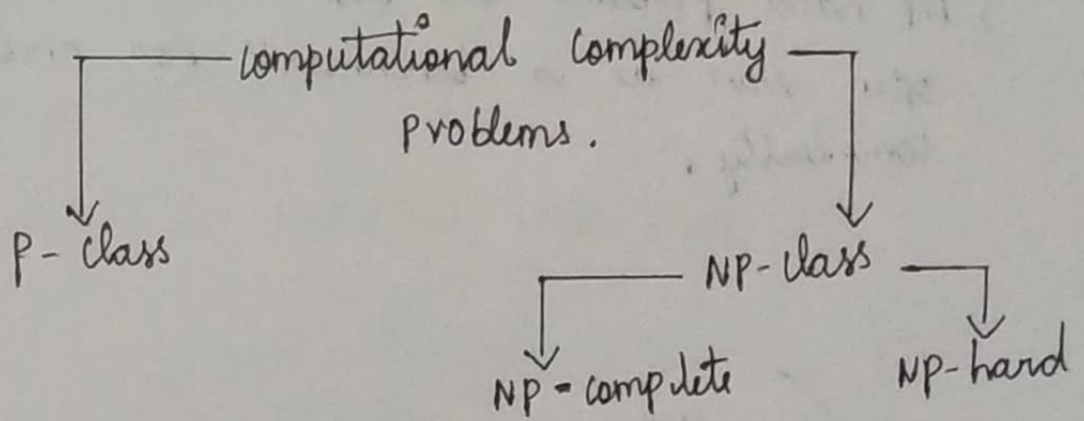 computational complexity
problems.
P - class
NP - class
NP - complete
NP - hard